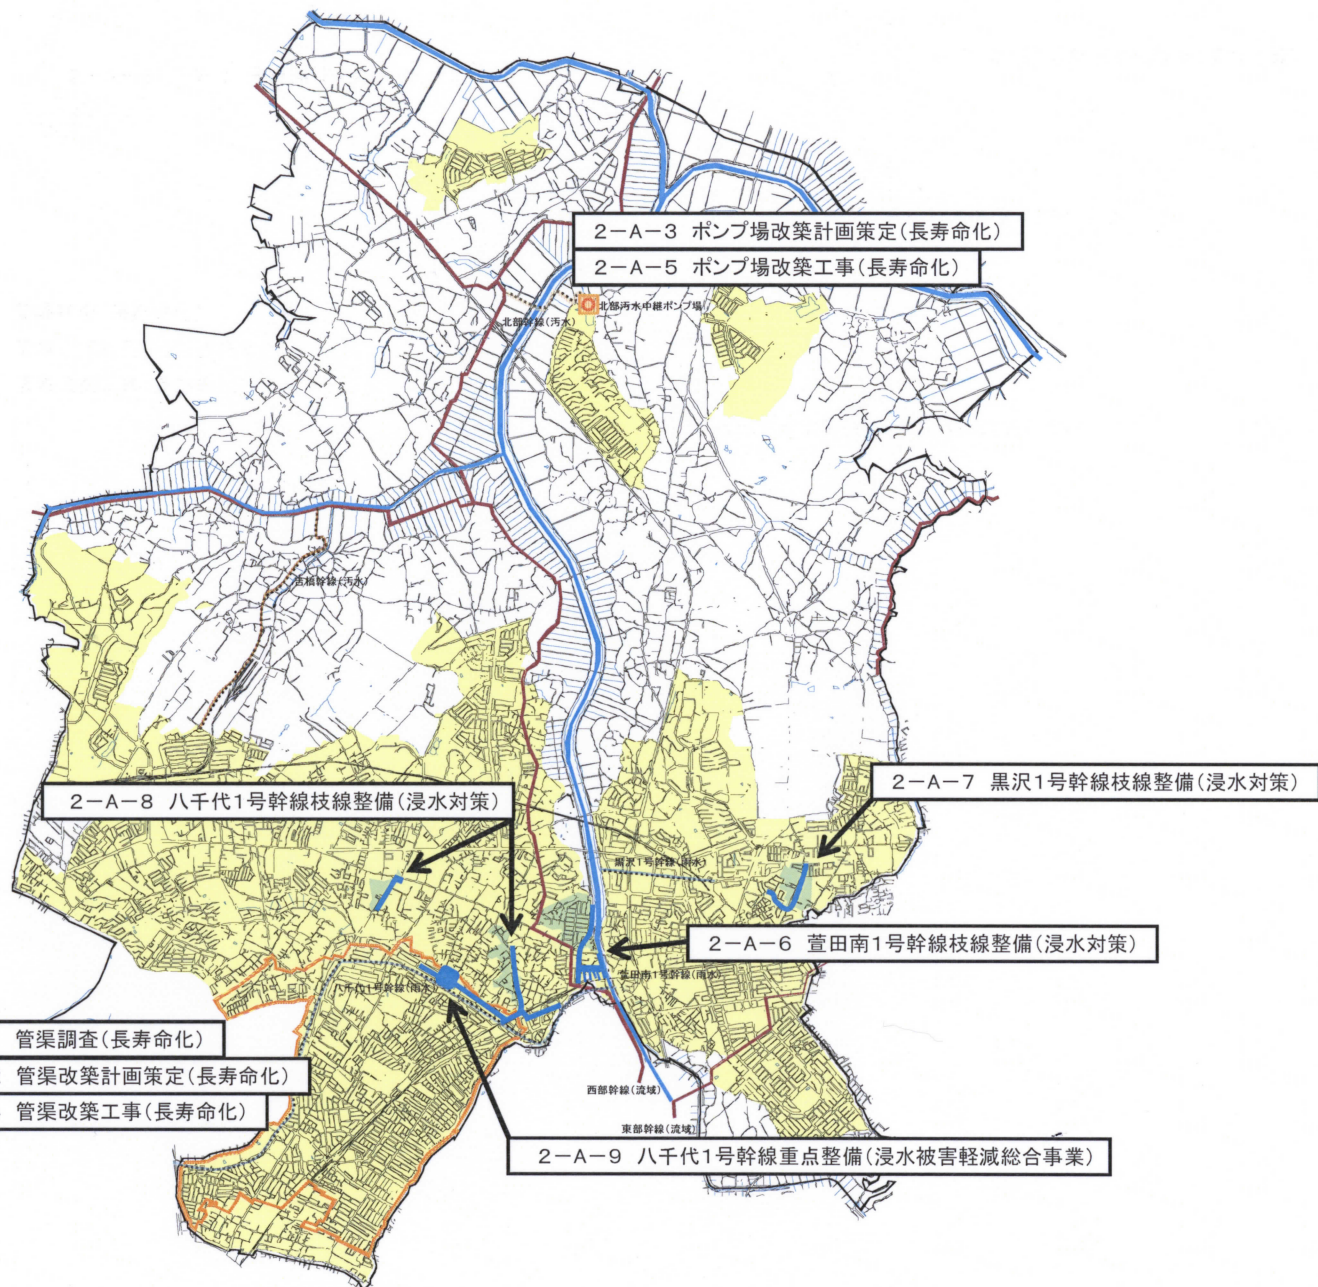 2-A-3 ポンプ場改築計画策定(長寿命化)
2-A-5 ポンプ場改築工事(長寿命化)
北部汚水中継ポンプ場
北部幹線(汚水)
吉橋幹線(汚水)
2-A-8 八千代1号幹線枝線整備(浸水対策)
2-A-7 黒沢1号幹線枝線整備(浸水対策)
黒沢1号幹線(雨水)
2-A-6 萱田南1号幹線枝線整備(浸水対策)
萱田南1号幹線(雨水)
八千代1号幹線(雨水)
管渠調査(長寿命化)
管渠改築計画策定(長寿命化)
管渠改築工事(長寿命化)
西部幹線(流域)
東部幹線(流域)
2-A-9 八千代1号幹線重点整備(浸水被害軽減総合事業)